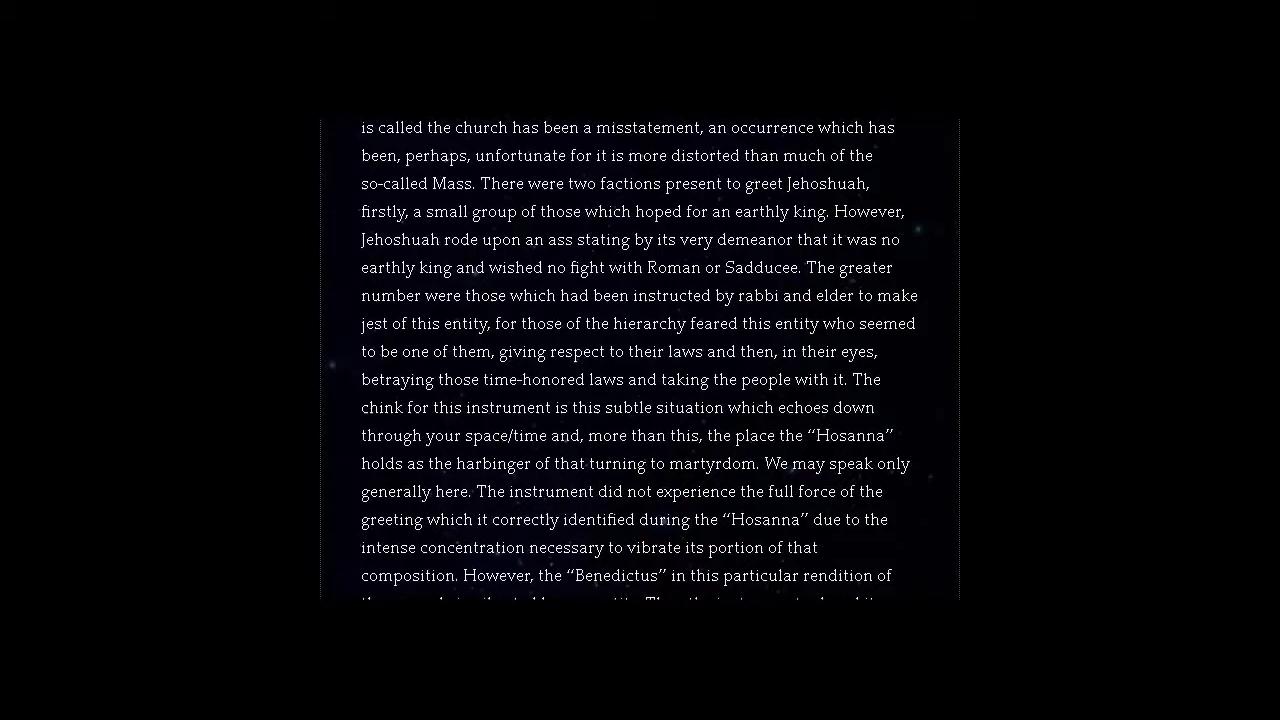 is called the church has been a misstatement, an occurrence which has
been, perhaps, unfortunate for it is more distorted than much of the
so-called Mass. There were two factions present to greet Jehoshuah,
firstly, a small group of those which hoped for an earthly king. However,
Jehoshuah rode upon an ass stating by its very demeanor that it was no
earthly king and wished no fight with Roman or Sadducee. The greater
number were those which had been instructed by rabbi and elder to make
jest of this entity, for those of the hierarchy feared this entity who seemed
to be one of them, giving respect to their laws and then, in their eyes,
betraying those time-honored laws and taking the people with it. The
chink for this instrument is this subtle situation which echoes down
through your space/time and, more than this, the place the “Hosanna”
holds as the harbinger of that turning to martyrdom. We may speak only
generally here. The instrument did not experience the full force of the
greeting which it correctly identified during the “Hosanna” due to the
intense concentration necessary to vibrate its portion of that
composition. However, the “Benedictus” in this particular rendition of